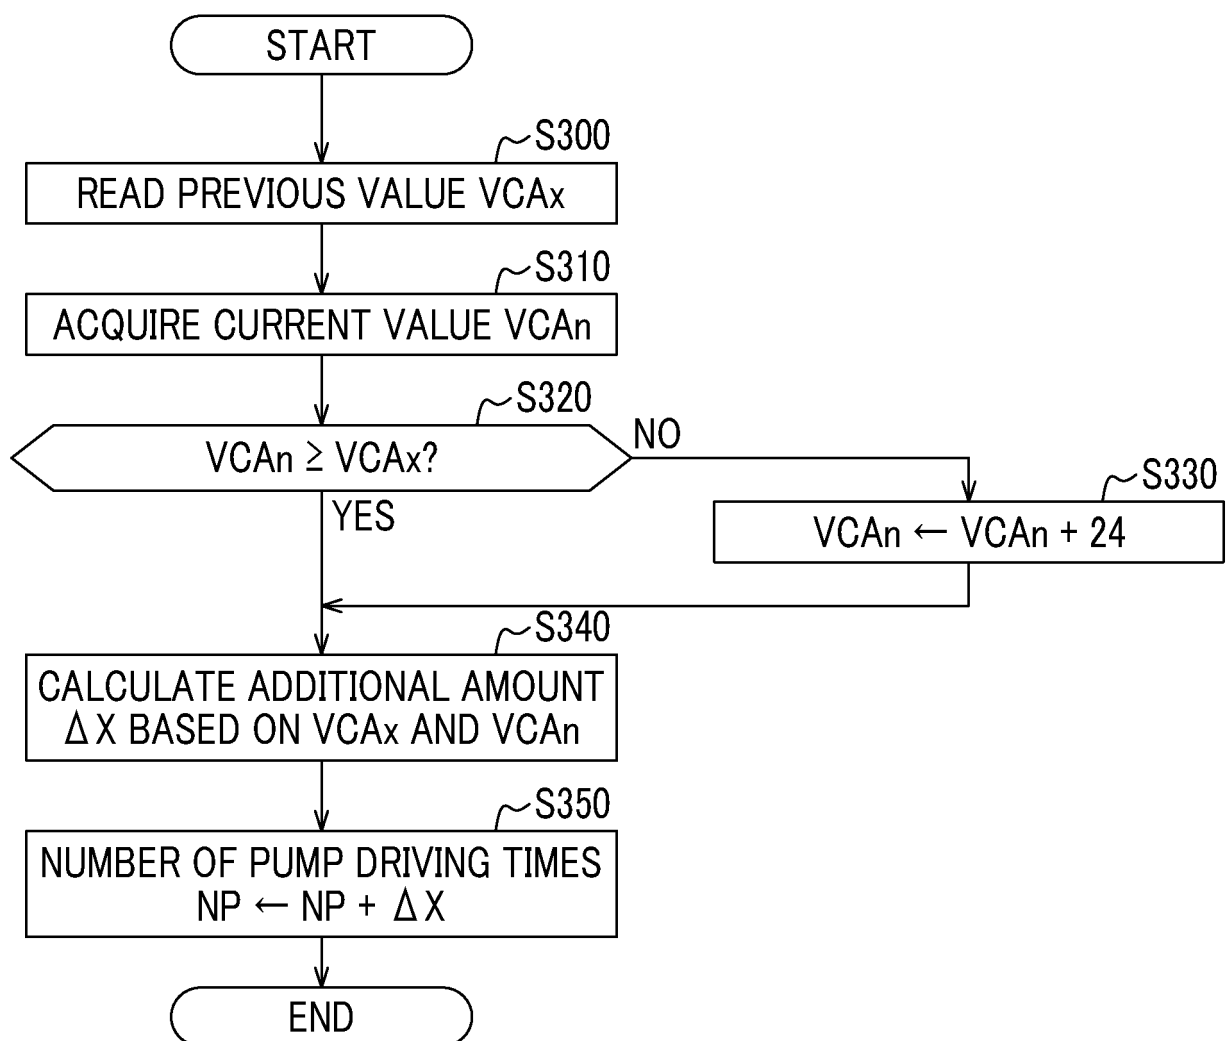 START
S300
READ PREVIOUS VALUE VCAx
S310
ACQUIRE CURRENT VALUE VCAn
S320
VCAn ≧ VCAx?
NO
YES
S330
VCAn ← VCAn + 24
S340
CALCULATE ADDITIONAL AMOUNT
ΔX BASED ON VCAx AND VCAn
S350
NUMBER OF PUMP DRIVING TIMES
NP ← NP + ΔX
END